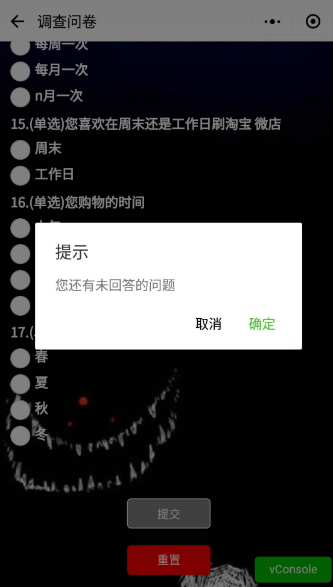 调查问卷
每周一次
每月一次
n月一次
15.(单选)您喜欢在周末还是工作日刷淘宝 微店
周末
工作日
16.(单选)您购物的时间
提示
您还有未回答的问题
取消
确定
17.(
春
夏
秋
冬
提交
重置
vConsole